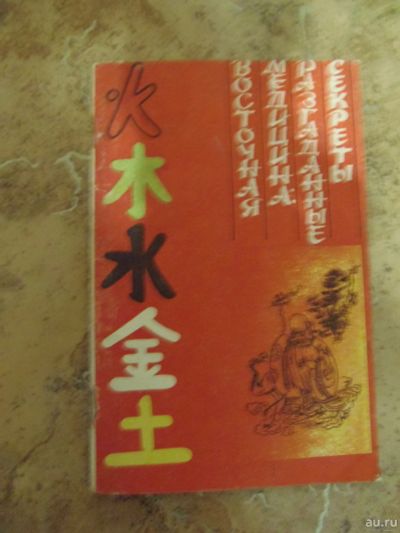 火
木
水
金
土
ВОСТОЧНАЯ
МЕДИЦИНА.
РАЗГАДАННЫЕ
СЕКРЕТЫ
au.ru